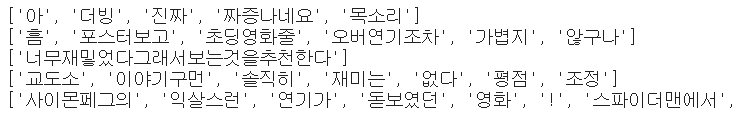 ['아', '더빙', '진짜', '짜증나네요', '목소리']
['흠', '포스터보고', '초딩영화줄', '오버연기조차', '가볍지', '않구나']
['너무재밓었다그래서보는것을추천한다']
['교도소', '이야기구먼', '솔직히', '재미는', '없다', '평점', '조정']
['사이몬페그의', '익살스런', '연기가', '돋보였던', '영화', '!', '스파이더맨에서',